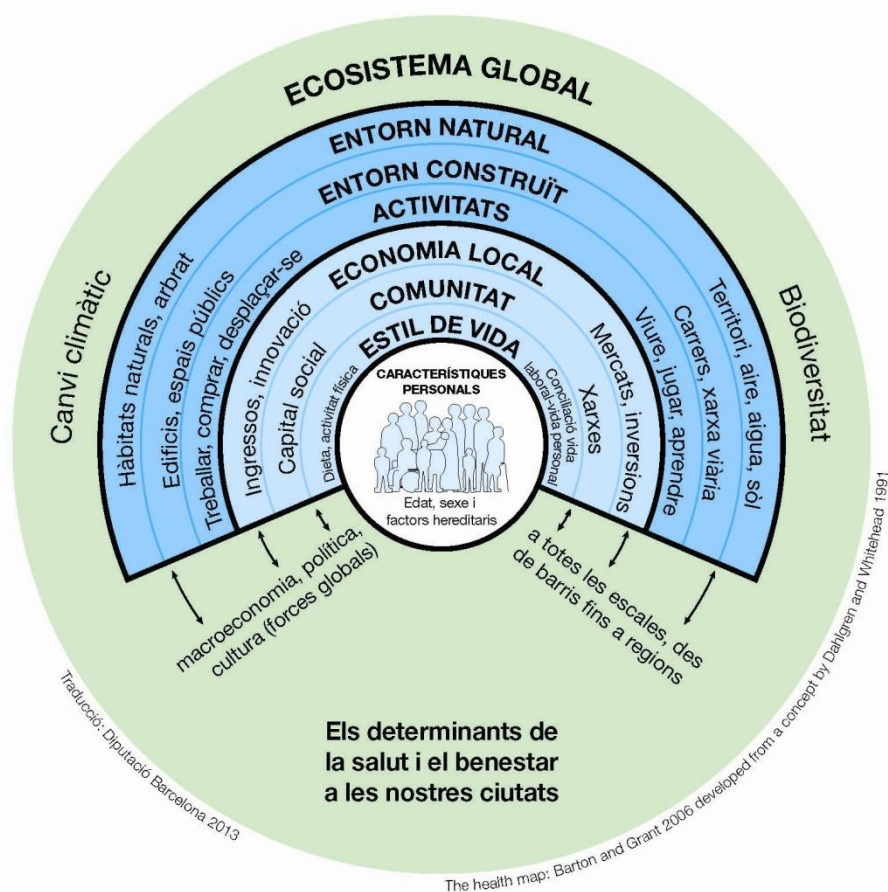 ECOSISTEMA GLOBAL
Canvi climàtic
Biodiversitat
ENTORN NATURAL
Hàbitats naturals, arbrat
Territori, aire, aigua, sòl
ENTORN CONSTRUÏT
Edificis, espais públics
Carrers, xarxa viària
ACTIVITATS
Treballar, comprar, desplaçar-se
Viure, jugar, aprendre
ECONOMIA LOCAL
Ingressos, innovació
Mercats, inversions
COMUNITAT
Capital social
Xarxes
ESTIL DE VIDA
Dieta, activitat física
Conciliació vida
laboral-vida personal
CARACTERÍSTIQUES
PERSONALS
Edat, sexe i
factors hereditaris
macroeconomia, política,
cultura (forces globals)
a totes les escales, des
de barris fins a regions
Els determinants de
la salut i el benestar
a les nostres ciutats
Traducció: Diputació Barcelona 2013
The health map: Barton and Grant 2006 developed from a concept by Dahlgren and Whitehead 1991